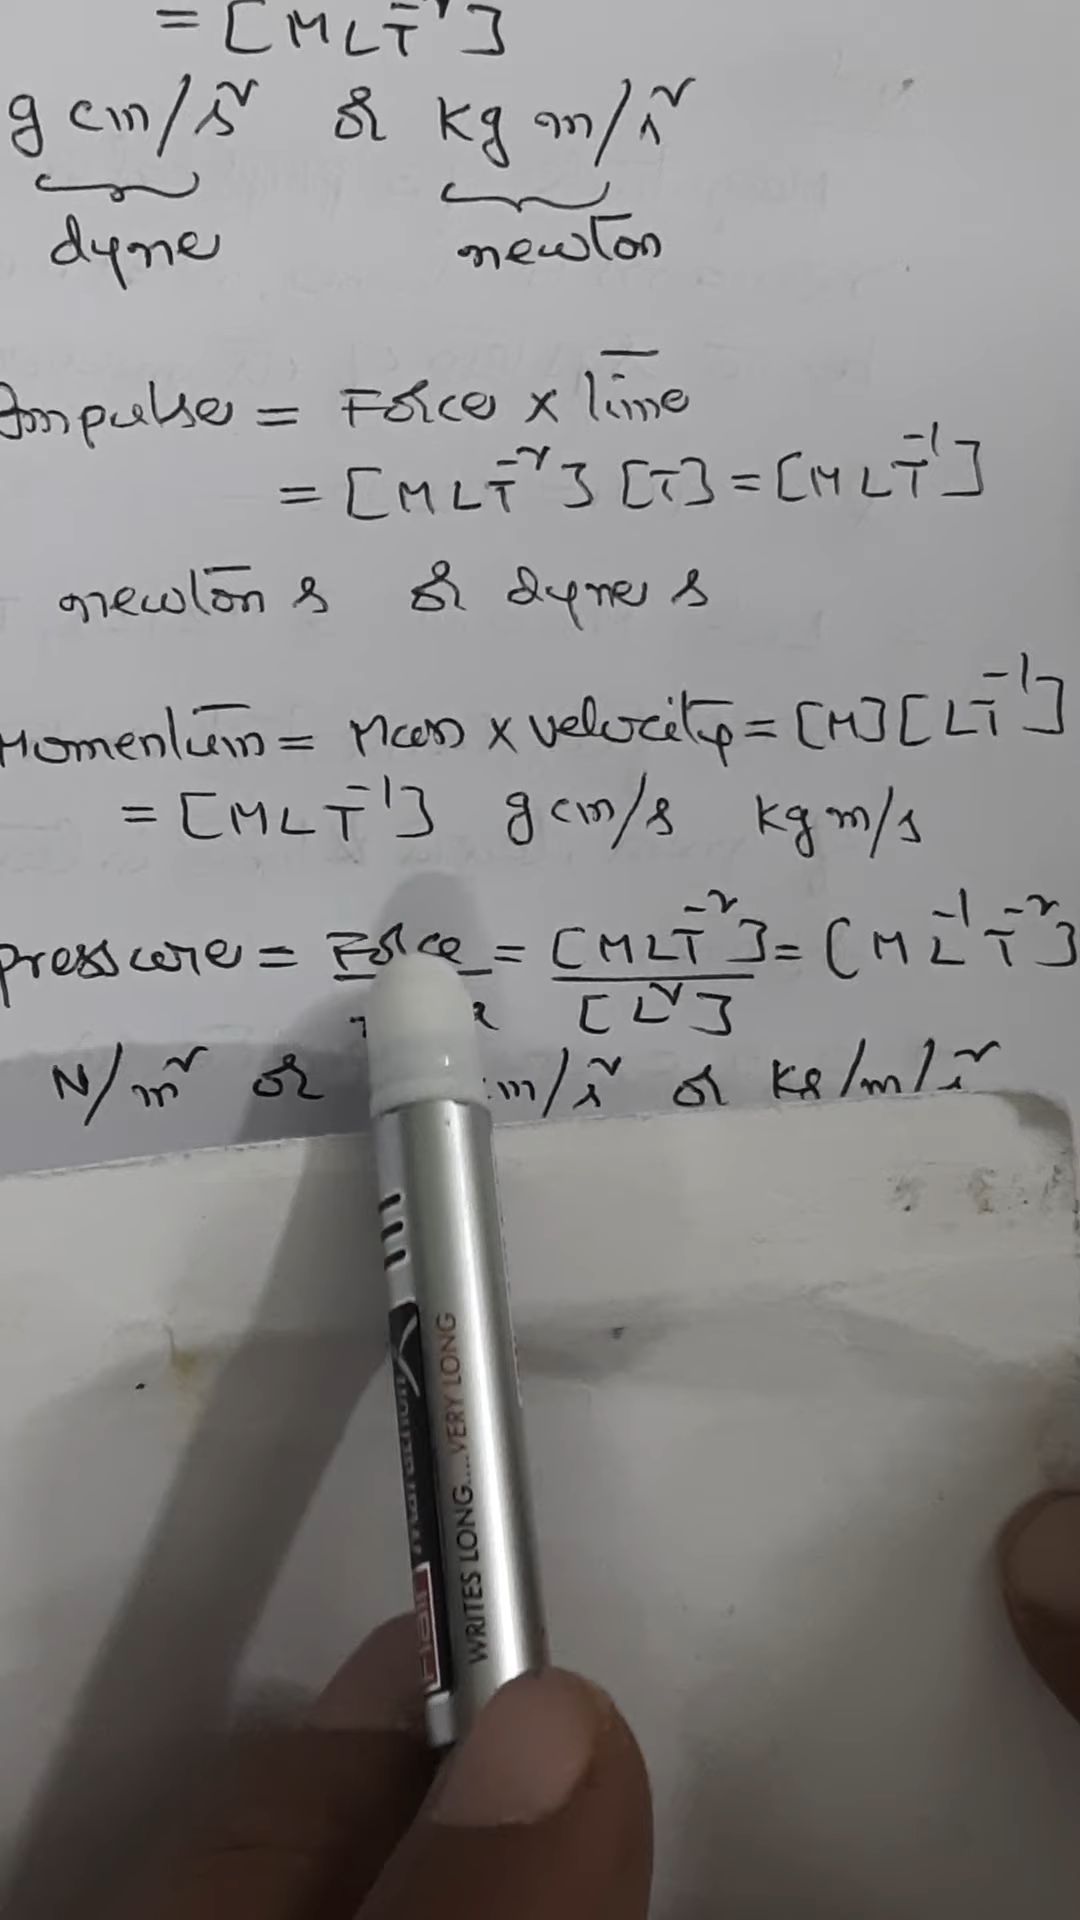 = [MLT⁻²]
g cm/s² or kg m/s²
dyne newton
Impulse = Force × time
= [MLT⁻²] [T] = [MLT⁻¹]
newton s or dyne s
Momentum = Mass × velocity = [M] [LT⁻¹]
= [MLT⁻¹] g cm/s kg m/s
Pressure = Force = [MLT⁻²] = [ML⁻¹T⁻²]
[L²]
N/m² or m/s² or kg/m/s²
WRITES LONG....VERY LONG